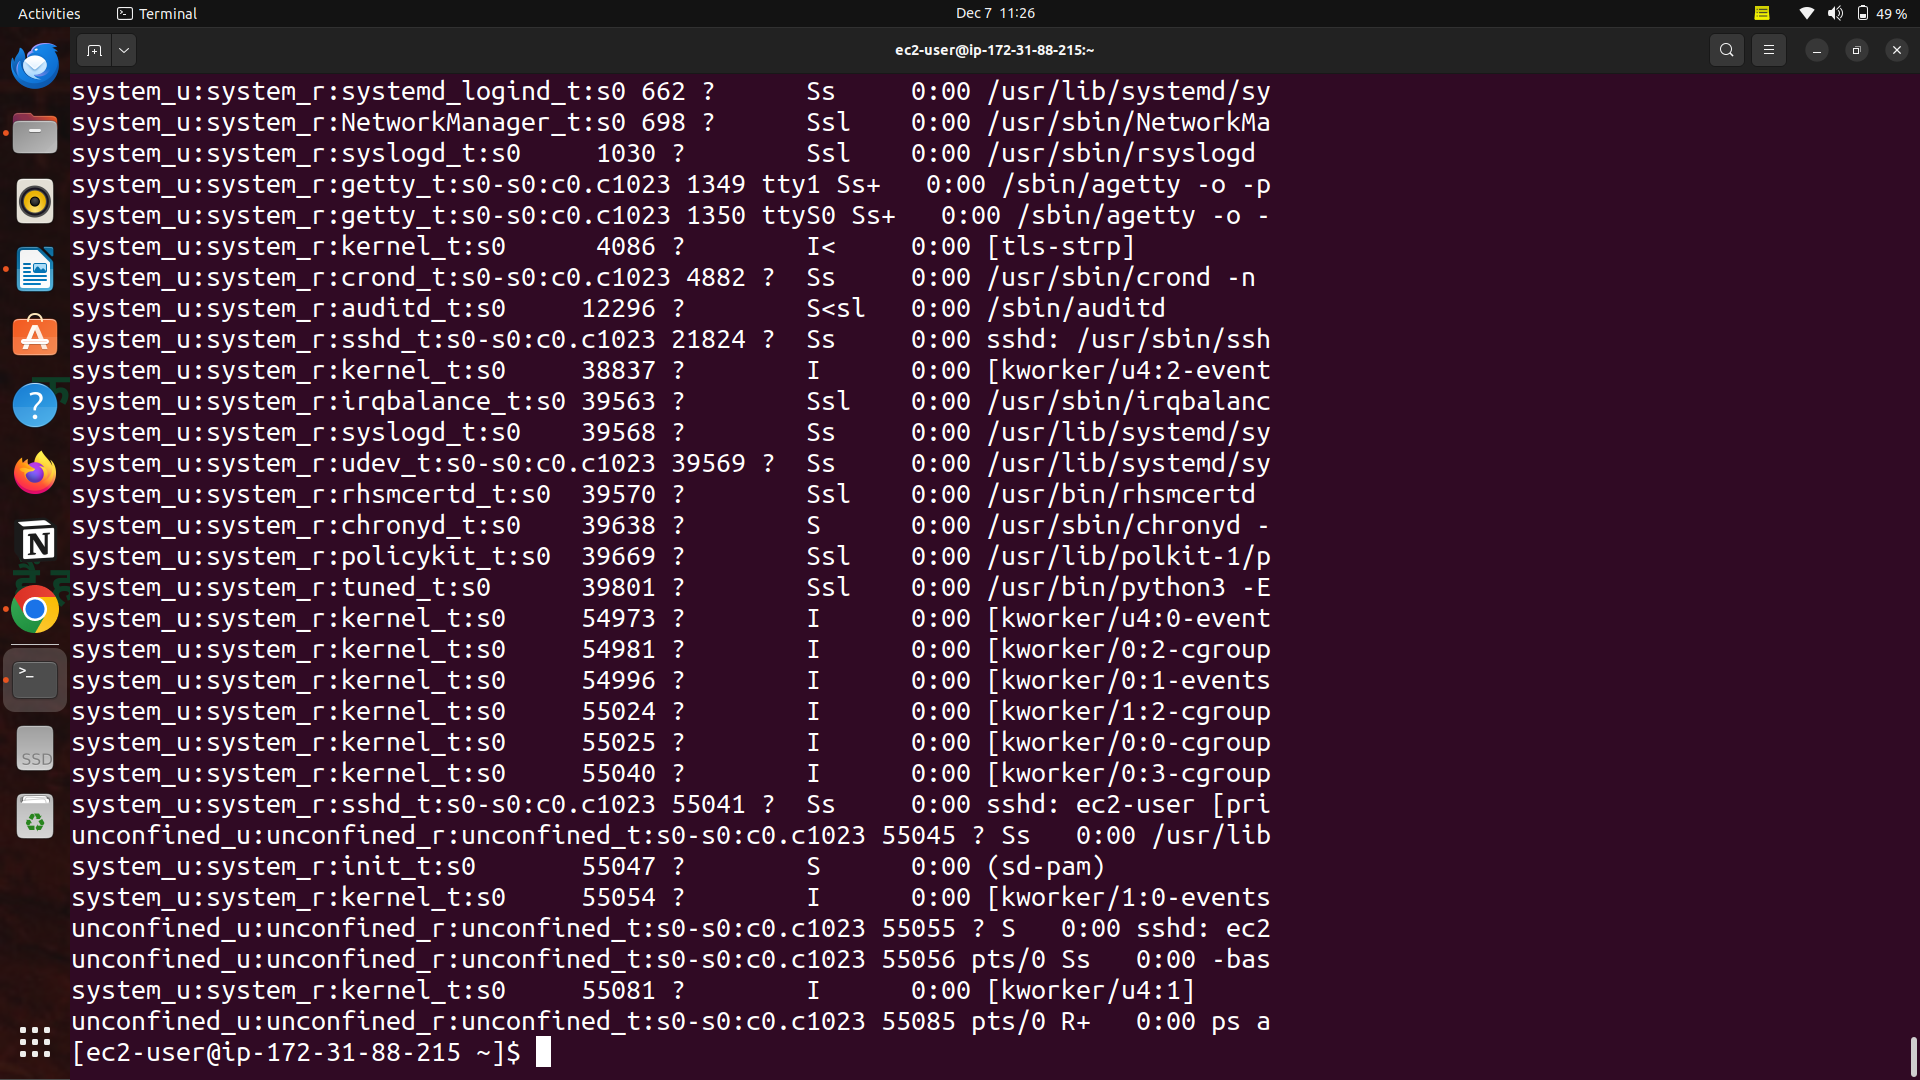 Activities
Terminal
Dec 7 11:26
49 %
ec2-user@ip-172-31-88-215:~
system_u:system_r:systemd_logind_t:s0 662 ? Ss 0:00 /usr/lib/systemd/sy
system_u:system_r:NetworkManager_t:s0 698 ? Ssl 0:00 /usr/sbin/NetworkMa
system_u:system_r:syslogd_t:s0 1030 ? Ssl 0:00 /usr/sbin/rsyslogd
system_u:system_r:getty_t:s0-s0:c0.c1023 1349 tty1 Ss+ 0:00 /sbin/agetty -o -p
system_u:system_r:getty_t:s0-s0:c0.c1023 1350 ttyS0 Ss+ 0:00 /sbin/agetty -o -
system_u:system_r:kernel_t:s0 4086 ? I< 0:00 [tls-strp]
system_u:system_r:crond_t:s0-s0:c0.c1023 4882 ? Ss 0:00 /usr/sbin/crond -n
system_u:system_r:auditd_t:s0 12296 ? S<sl 0:00 /sbin/auditd
system_u:system_r:sshd_t:s0-s0:c0.c1023 21824 ? Ss 0:00 sshd: /usr/sbin/ssh
system_u:system_r:kernel_t:s0 38837 ? I 0:00 [kworker/u4:2-event
system_u:system_r:irqbalance_t:s0 39563 ? Ssl 0:00 /usr/sbin/irqbalanc
system_u:system_r:syslogd_t:s0 39568 ? Ss 0:00 /usr/lib/systemd/sy
system_u:system_r:udev_t:s0-s0:c0.c1023 39569 ? Ss 0:00 /usr/lib/systemd/sy
system_u:system_r:rhsmcertd_t:s0 39570 ? Ssl 0:00 /usr/bin/rhsmcertd
system_u:system_r:chronyd_t:s0 39638 ? S 0:00 /usr/sbin/chronyd -
system_u:system_r:policykit_t:s0 39669 ? Ssl 0:00 /usr/lib/polkit-1/p
system_u:system_r:tuned_t:s0 39801 ? Ssl 0:00 /usr/bin/python3 -E
system_u:system_r:kernel_t:s0 54973 ? I 0:00 [kworker/u4:0-event
system_u:system_r:kernel_t:s0 54981 ? I 0:00 [kworker/0:2-cgroup
system_u:system_r:kernel_t:s0 54996 ? I 0:00 [kworker/0:1-events
system_u:system_r:kernel_t:s0 55024 ? I 0:00 [kworker/1:2-cgroup
system_u:system_r:kernel_t:s0 55025 ? I 0:00 [kworker/0:0-cgroup
system_u:system_r:kernel_t:s0 55040 ? I 0:00 [kworker/0:3-cgroup
system_u:system_r:sshd_t:s0-s0:c0.c1023 55041 ? Ss 0:00 sshd: ec2-user [pri
unconfined_u:unconfined_r:unconfined_t:s0-s0:c0.c1023 55045 ? Ss 0:00 /usr/lib
system_u:system_r:init_t:s0 55047 ? S 0:00 (sd-pam)
system_u:system_r:kernel_t:s0 55054 ? I 0:00 [kworker/1:0-events
unconfined_u:unconfined_r:unconfined_t:s0-s0:c0.c1023 55055 ? S 0:00 sshd: ec2
unconfined_u:unconfined_r:unconfined_t:s0-s0:c0.c1023 55056 pts/0 Ss 0:00 -bas
system_u:system_r:kernel_t:s0 55081 ? I 0:00 [kworker/u4:1]
unconfined_u:unconfined_r:unconfined_t:s0-s0:c0.c1023 55085 pts/0 R+ 0:00 ps a
[ec2-user@ip-172-31-88-215 ~]$
SSD